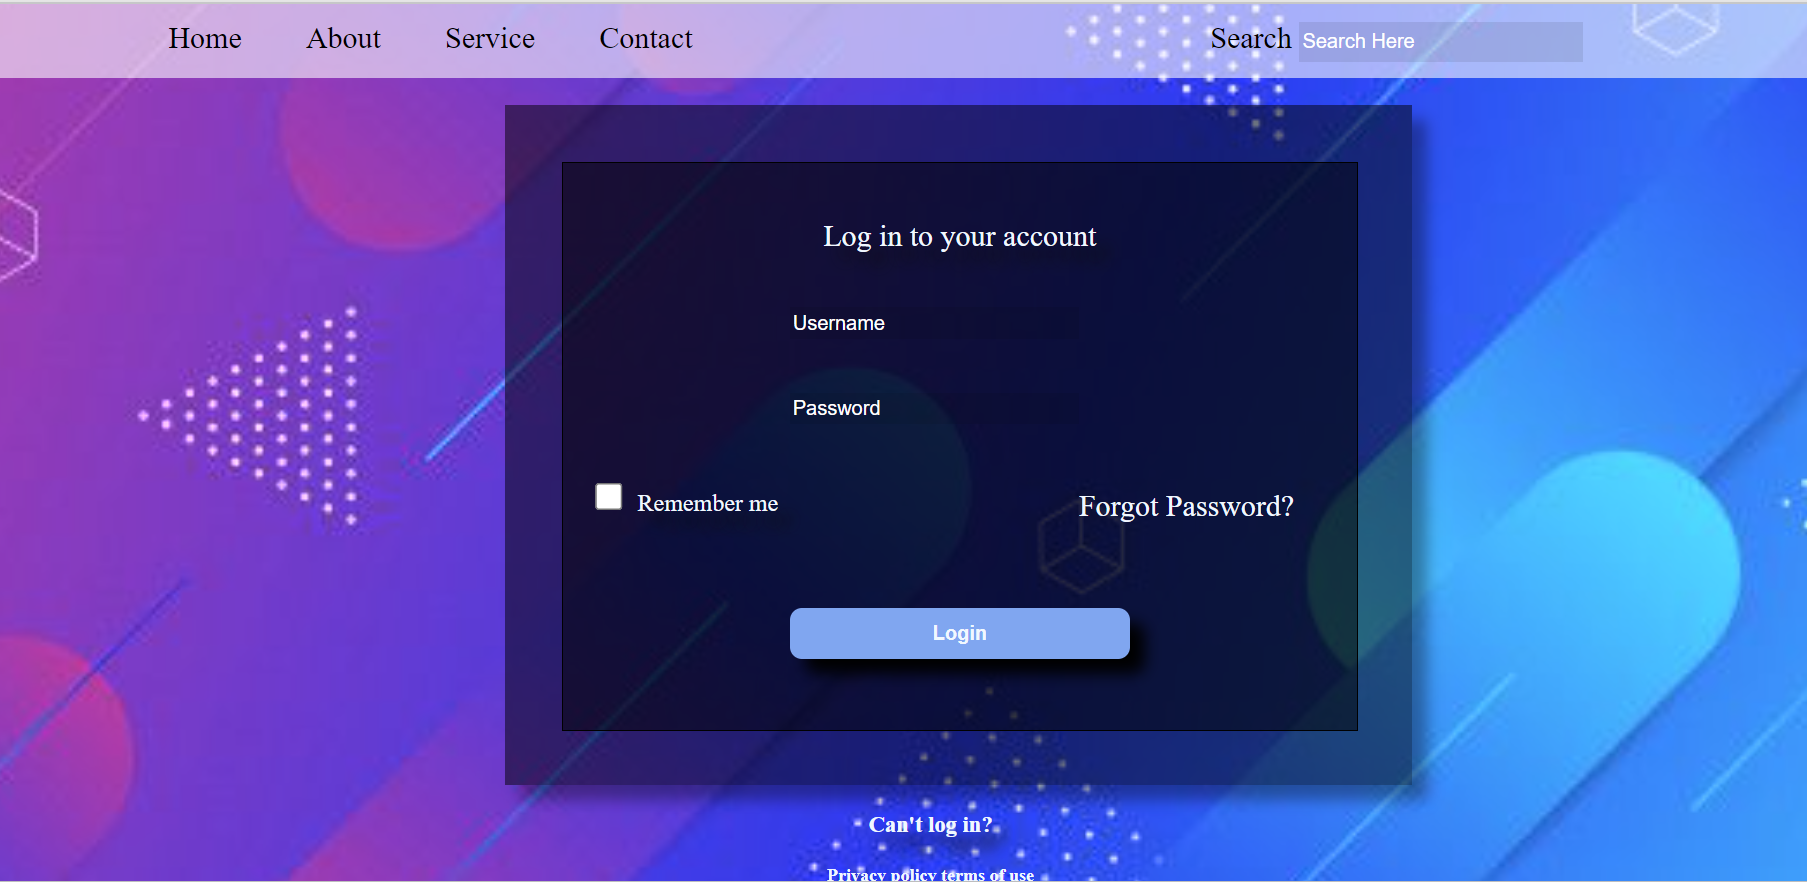 Home About Service Contact Search Search Here
Log in to your account
Username
Password
Remember me Forgot Password?
Login
Can't log in?
Privacy policy terms of use